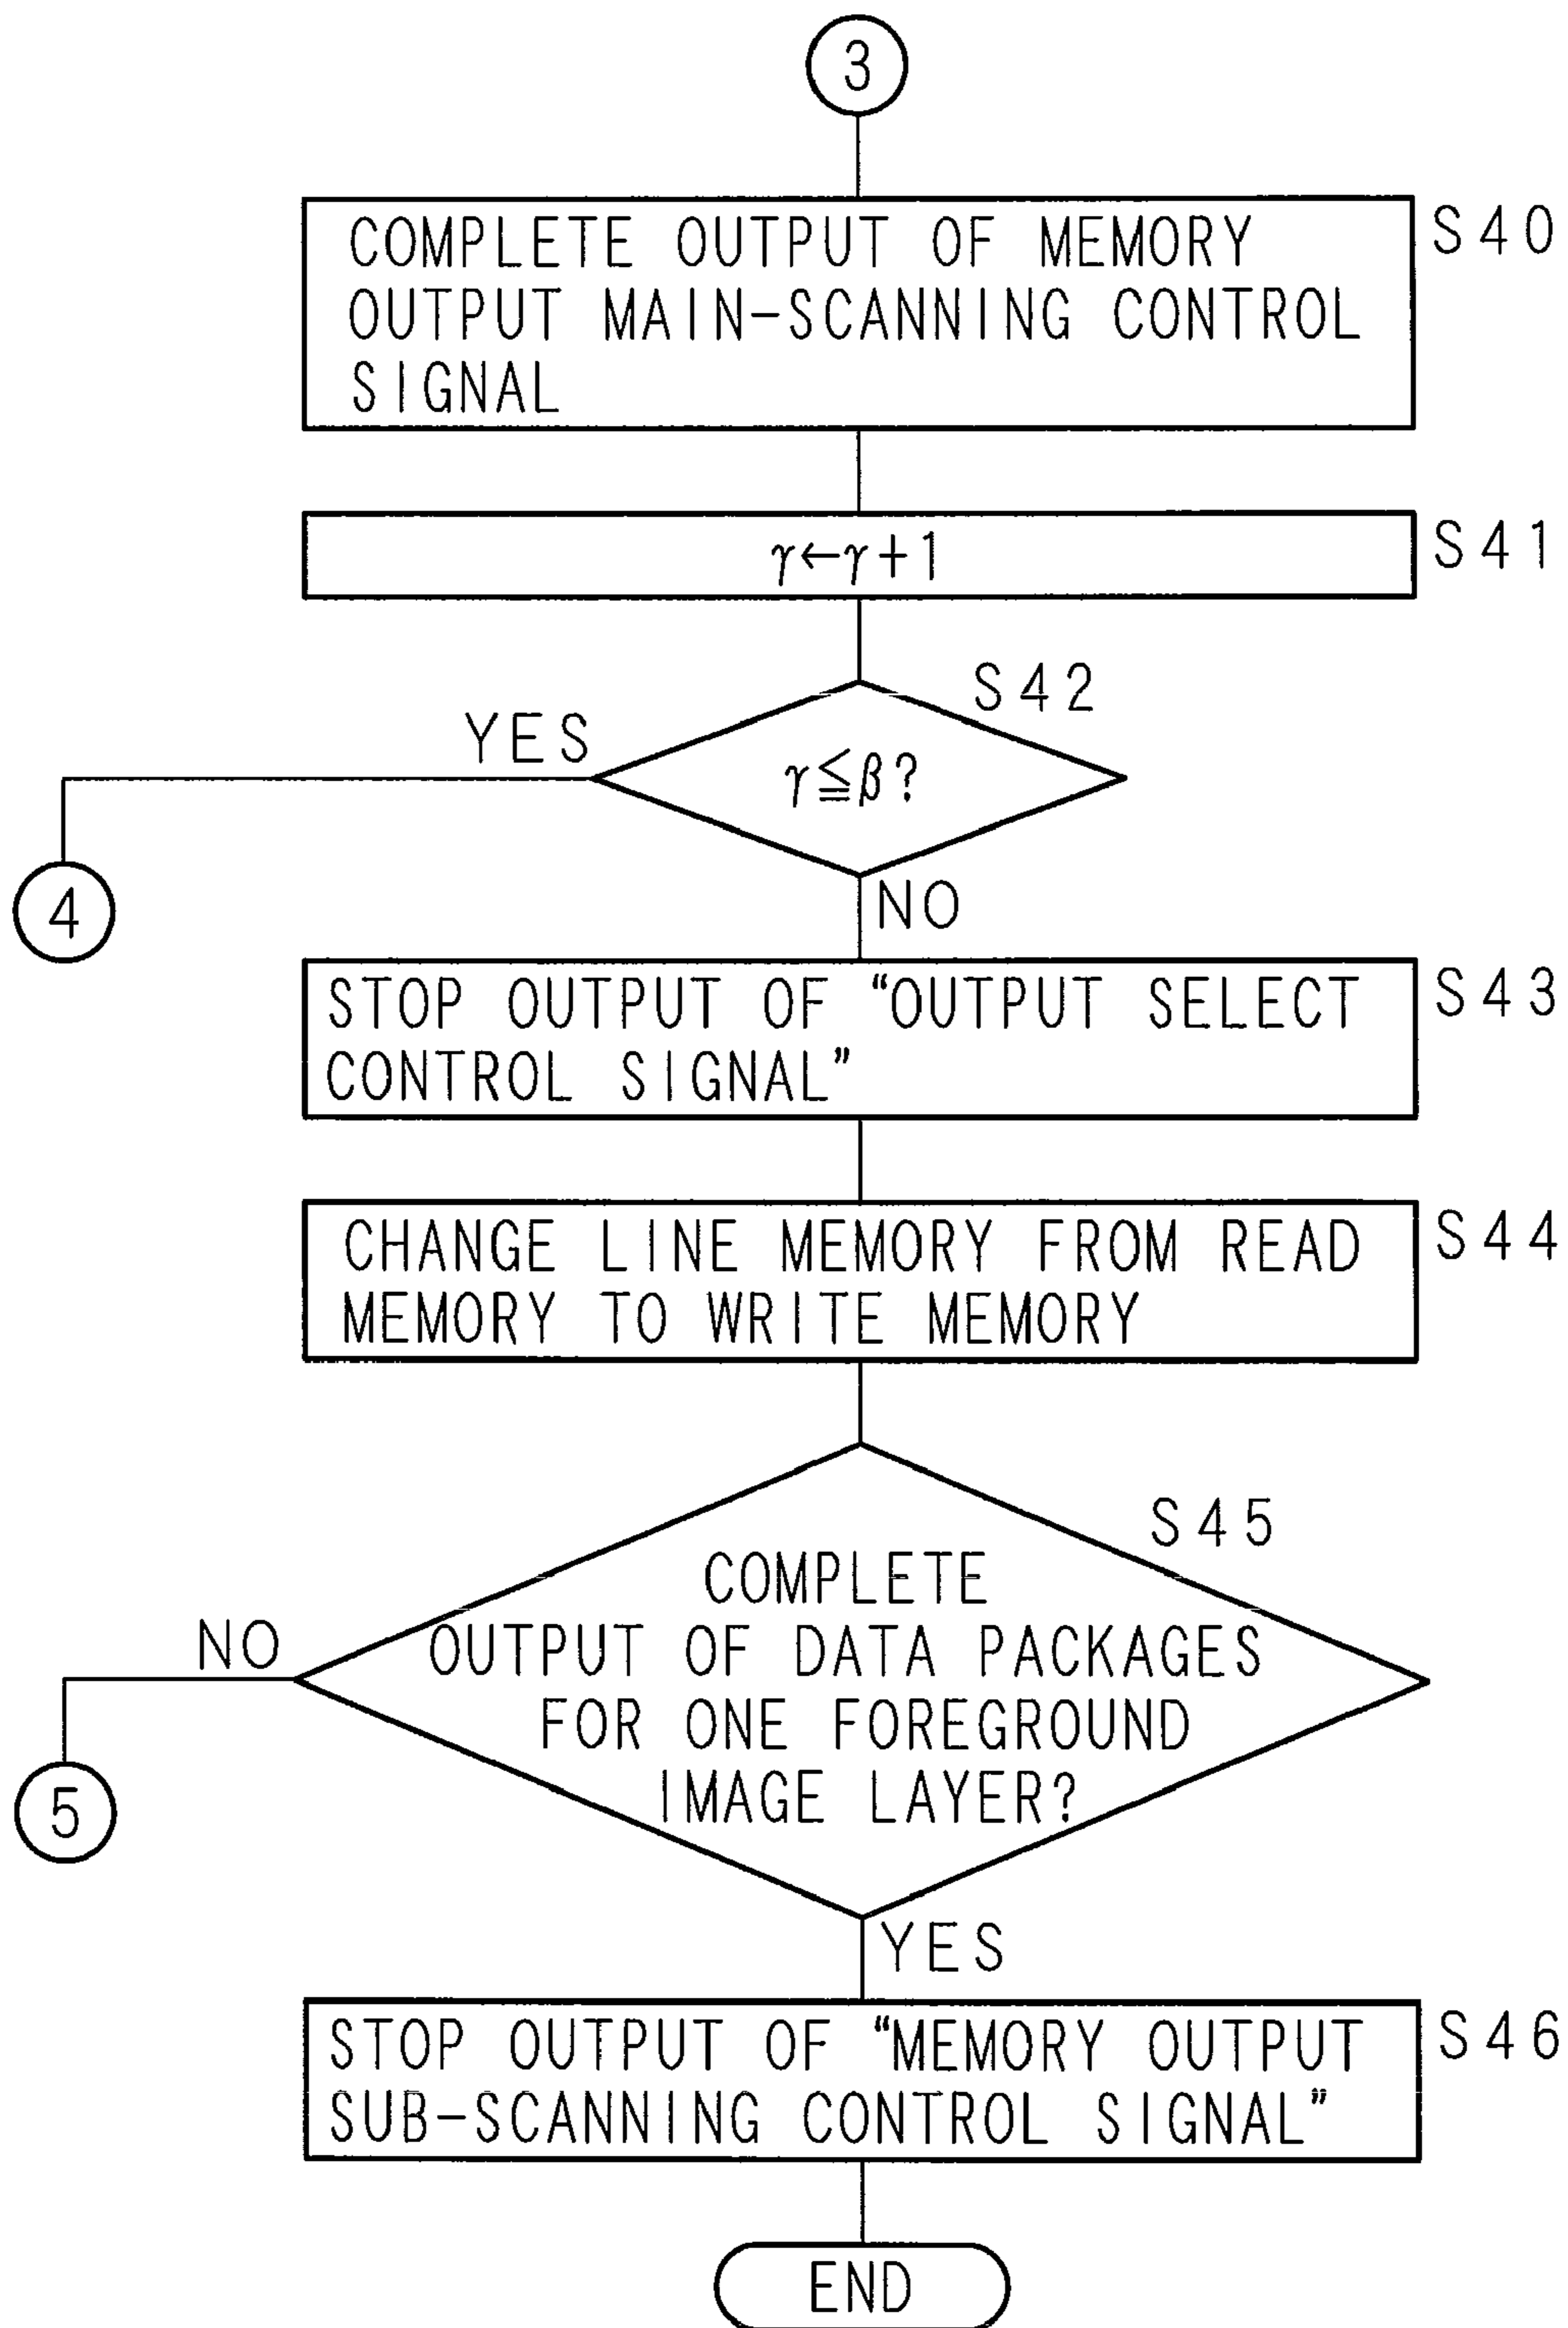 3
COMPLETE OUTPUT OF MEMORY
OUTPUT MAIN-SCANNING CONTROL
SIGNAL
S40
γ←γ+1
S41
S42
YES
γ≦β?
4
NO
STOP OUTPUT OF “OUTPUT SELECT
CONTROL SIGNAL”
S43
CHANGE LINE MEMORY FROM READ
MEMORY TO WRITE MEMORY
S44
S45
COMPLETE
OUTPUT OF DATA PACKAGES
FOR ONE FOREGROUND
IMAGE LAYER?
NO
5
YES
STOP OUTPUT OF “MEMORY OUTPUT
SUB-SCANNING CONTROL SIGNAL”
S46
END